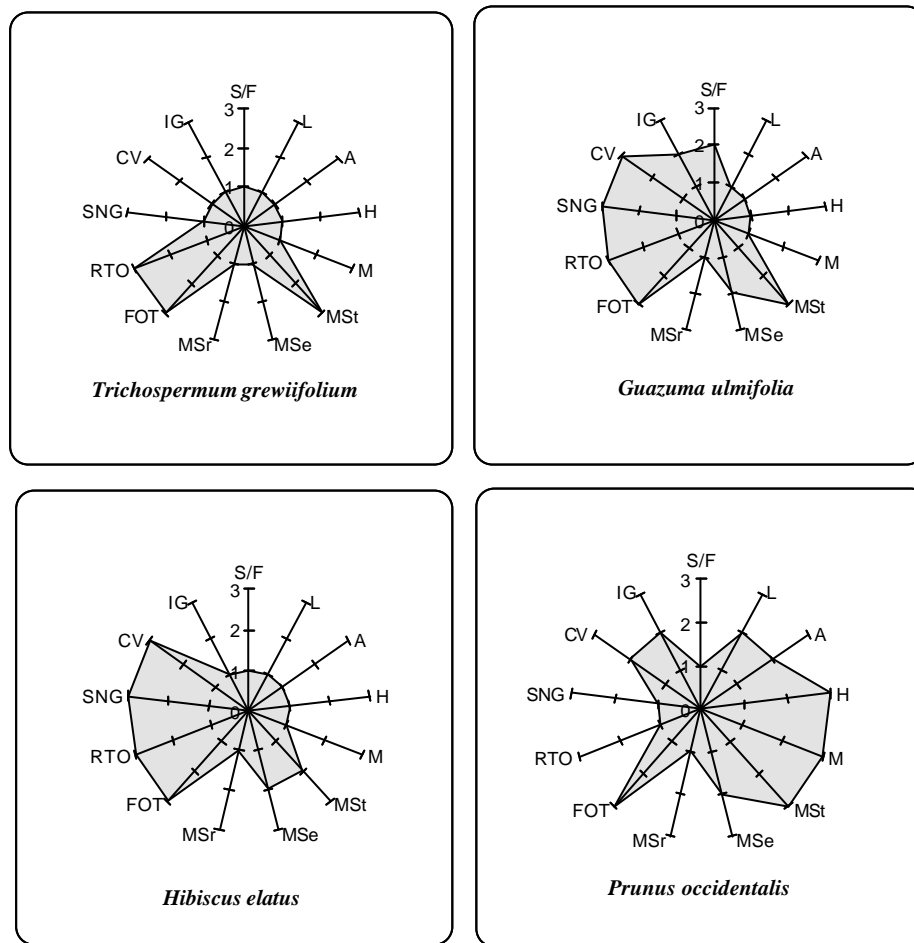 S/F
3
IG
L
2
CV
A
1
SNG
H
0
RTO
M
FOT
MSt
MSr
MSe
Trichospermum grewiifolium
S/F
3
IG
L
2
CV
A
1
SNG
H
0
RTO
M
FOT
MSt
MSr
MSe
Guazuma ulmifolia
S/F
3
IG
L
2
CV
A
1
SNG
H
0
RTO
M
FOT
MSt
MSr
MSe
Hibiscus elatus
S/F
3
IG
L
2
CV
A
1
SNG
H
0
RTO
M
FOT
MSt
MSr
MSe
Prunus occidentalis